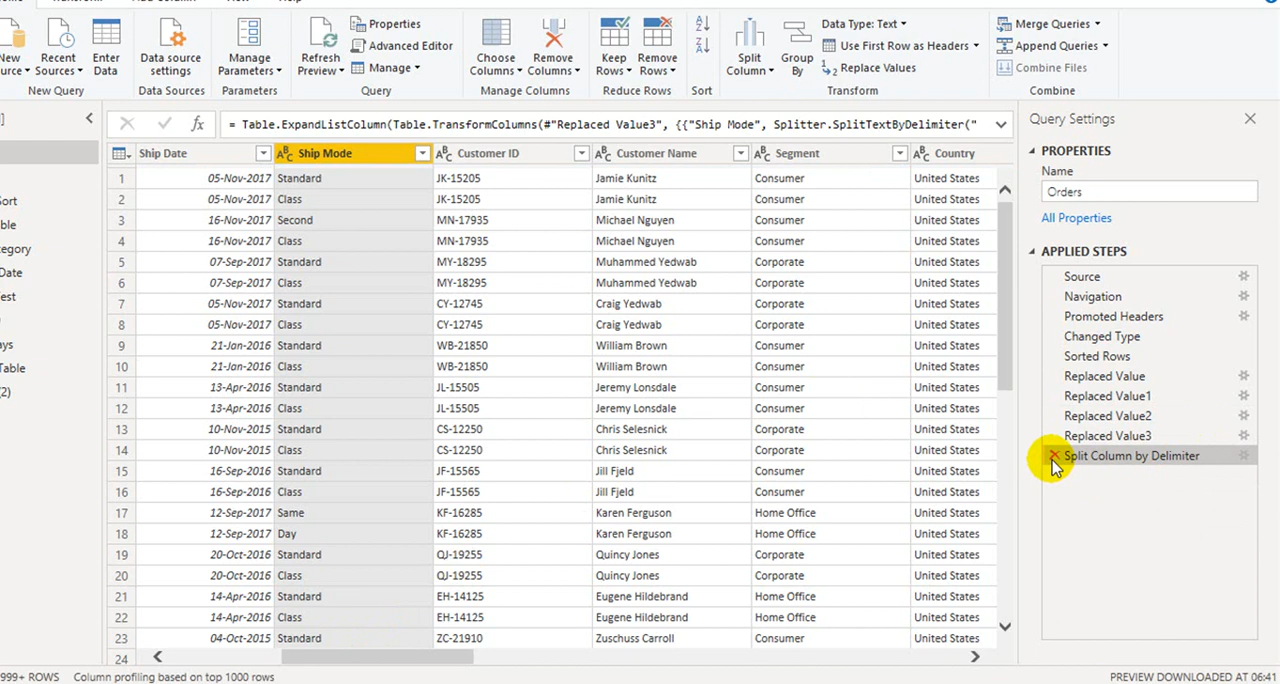 View
Help
New Source
Recent Sources
Enter Data
New Query
Data source settings
Data Sources
Manage Parameters
Parameters
Refresh Preview
Properties
Advanced Editor
Manage
Query
Choose Columns
Remove Columns
Manage Columns
Keep Rows
Remove Rows
Reduce Rows
Sort
Split Column
Group By
Data Type: Text
Use First Row as Headers
Replace Values
Transform
Merge Queries
Append Queries
Combine Files
Combine
fx = Table.ExpandListColumn(Table.TransformColumns(#"Replaced Value3", {{"Ship Mode", Splitter.SplitTextByDelimiter("
Ship Date ABC Ship Mode ABC Customer ID ABC Customer Name ABC Segment ABC Country
1 05-Nov-2017 Standard JK-15205 Jamie Kunitz Consumer United States
2 05-Nov-2017 Class JK-15205 Jamie Kunitz Consumer United States
3 16-Nov-2017 Second MN-17935 Michael Nguyen Consumer United States
4 16-Nov-2017 Class MN-17935 Michael Nguyen Consumer United States
5 07-Sep-2017 Standard MY-18295 Muhammed Yedwab Corporate United States
6 07-Sep-2017 Class MY-18295 Muhammed Yedwab Corporate United States
7 05-Nov-2017 Standard CY-12745 Craig Yedwab Corporate United States
8 05-Nov-2017 Class CY-12745 Craig Yedwab Corporate United States
9 21-Jan-2016 Standard WB-21850 William Brown Consumer United States
10 21-Jan-2016 Class WB-21850 William Brown Consumer United States
11 13-Apr-2016 Standard JL-15505 Jeremy Lonsdale Consumer United States
12 13-Apr-2016 Class JL-15505 Jeremy Lonsdale Consumer United States
13 10-Nov-2015 Standard CS-12250 Chris Selesnick Corporate United States
14 10-Nov-2015 Class CS-12250 Chris Selesnick Corporate United States
15 16-Sep-2016 Standard JF-15565 Jill Fjeld Consumer United States
16 16-Sep-2016 Class JF-15565 Jill Fjeld Consumer United States
17 12-Sep-2017 Same KF-16285 Karen Ferguson Home Office United States
18 12-Sep-2017 Day KF-16285 Karen Ferguson Home Office United States
19 20-Oct-2016 Standard QJ-19255 Quincy Jones Corporate United States
20 20-Oct-2016 Class QJ-19255 Quincy Jones Corporate United States
21 14-Apr-2016 Standard EH-14125 Eugene Hildebrand Home Office United States
22 14-Apr-2016 Class EH-14125 Eugene Hildebrand Home Office United States
23 04-Oct-2015 Standard ZC-21910 Zuschuss Carroll Consumer United States
24
Query Settings
PROPERTIES
Name
Orders
All Properties
APPLIED STEPS
Source
Navigation
Promoted Headers
Changed Type
Sorted Rows
Replaced Value
Replaced Value1
Replaced Value2
Replaced Value3
Split Column by Delimiter
999+ ROWS
Column profiling based on top 1000 rows
PREVIEW DOWNLOADED AT 06:41